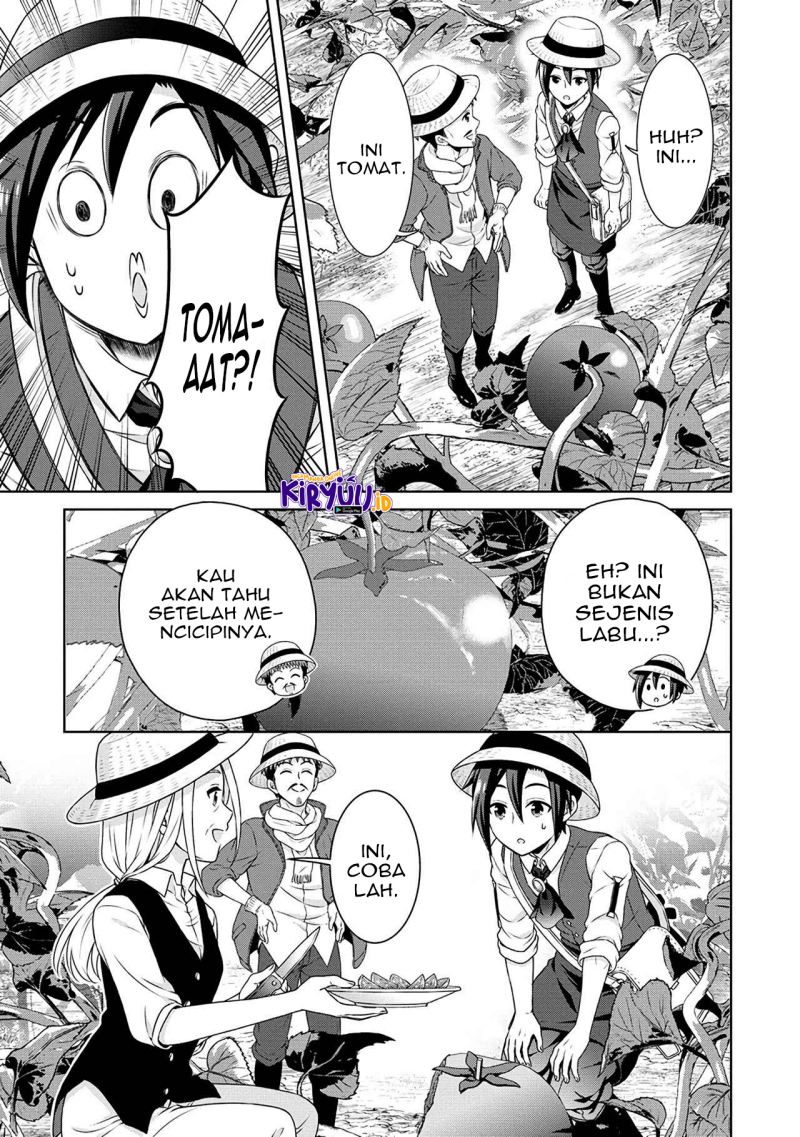 HUH?
INI...
INI
TOMAT.
TOMA-
AAT?!
KIRYUU.ID
EH? INI
BUKAN
SEJENIS
LABU...?
KAU
AKAN TAHU
SETELAH ME-
CICIPINYA.
INI,
COBA-
LAH.